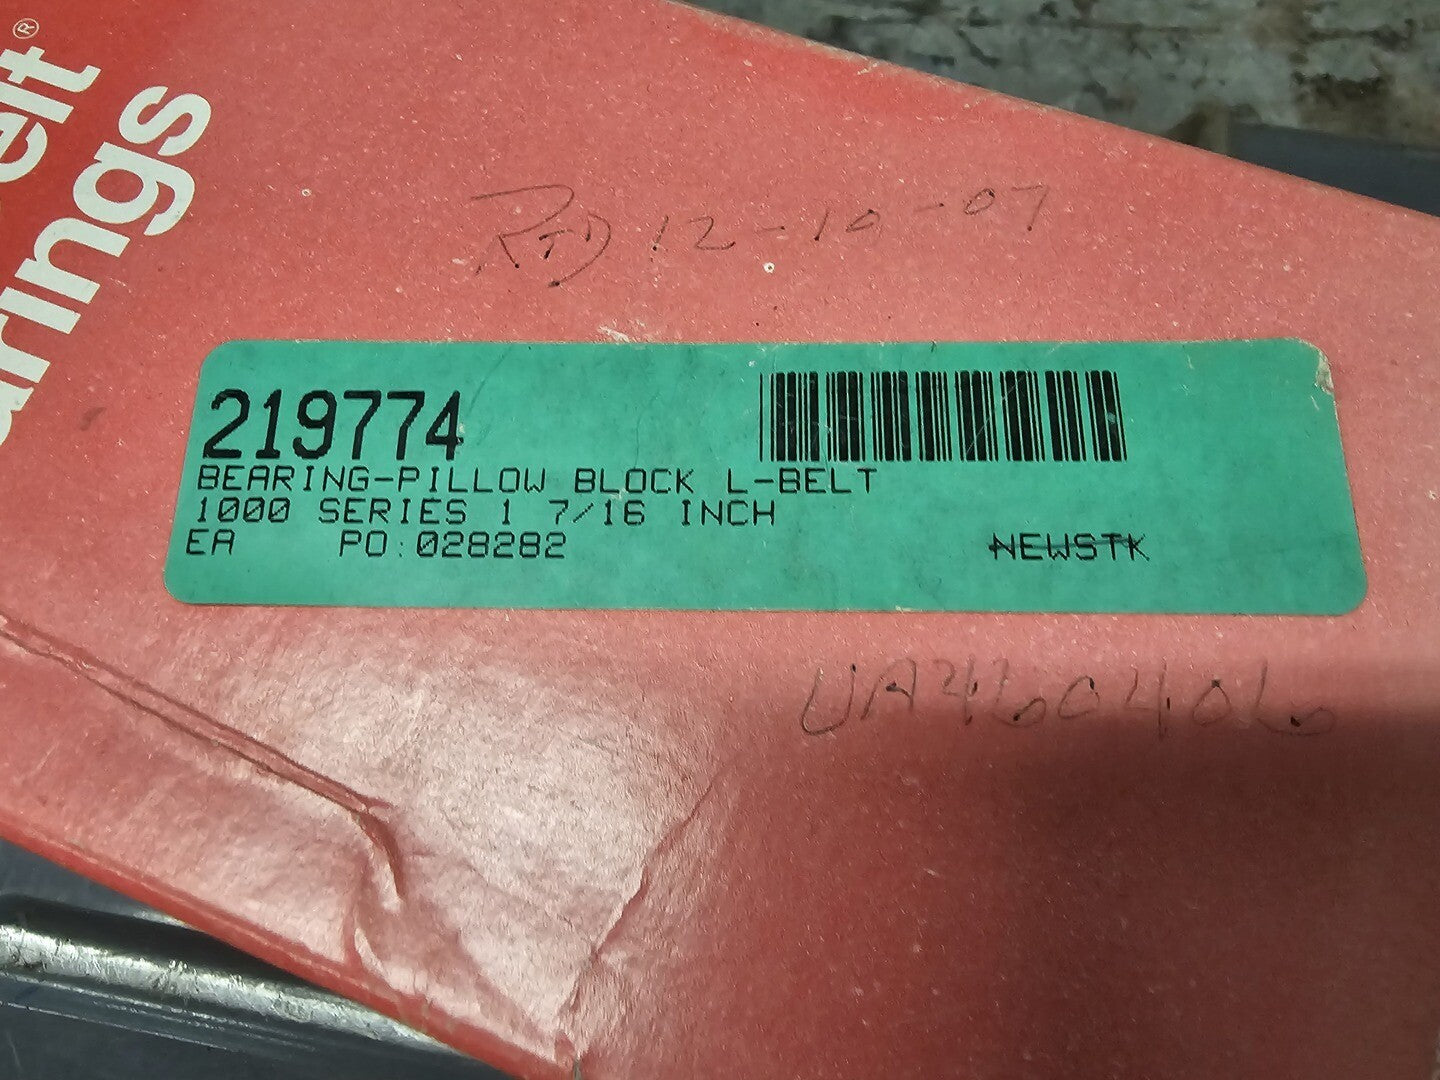 elt®
arings
RTD 12-10-07
219774
BEARING-PILLOW BLOCK L-BELT
1000 SERIES 1 7/16 INCH
EA PO:028282 NEWSTK
UA460406